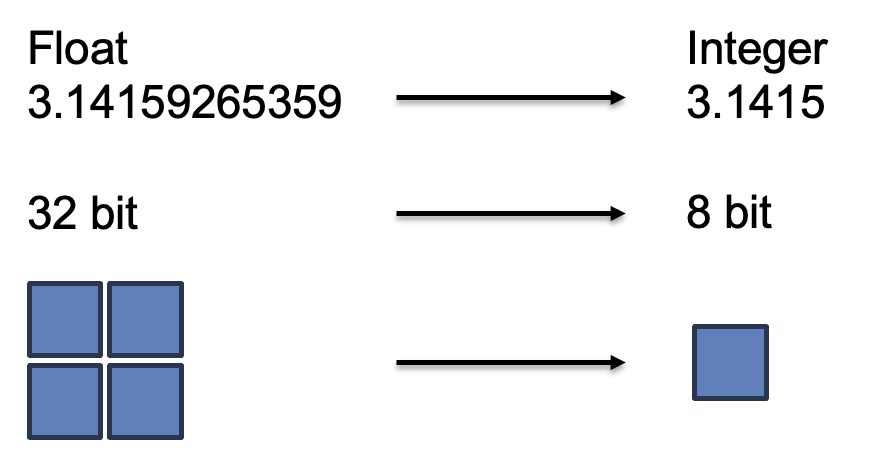 Float
Integer
3.14159265359
3.1415
32 bit
8 bit